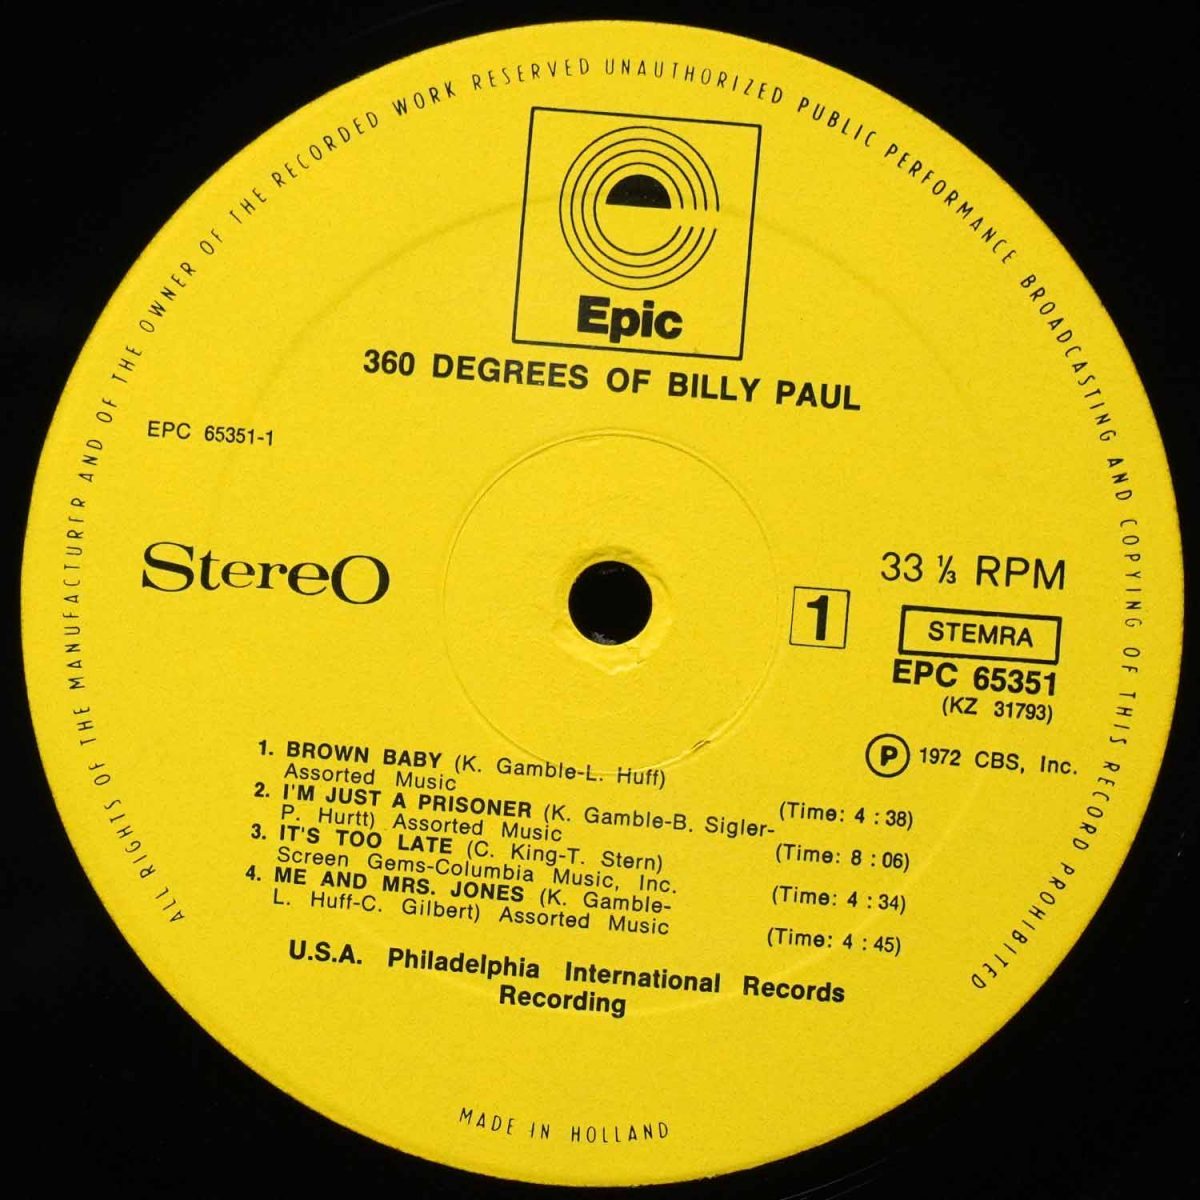 ALL RIGHTS OF THE MANUFACTURER AND OF THE OWNER OF THE RECORDED WORK RESERVED UNAUTHORIZED PUBLIC PERFORMANCE BROADCASTING AND COPYING OF THIS RECORD PROHIBITED
e
Epic
360 DEGREES OF BILLY PAUL
EPC 65351-1
StereO
33 ⅓ RPM
1
STEMRA
EPC 65351
(KZ 31793)
Ⓟ 1972 CBS, Inc.
1. BROWN BABY (K. Gamble-L. Huff)
Assorted Music (Time: 4 : 38)
2. I'M JUST A PRISONER (K. Gamble-B. Sigler-
P. Hurtt) Assorted Music (Time: 8 : 06)
3. IT'S TOO LATE (C. King-T. Stern)
Screen Gems-Columbia Music, Inc. (Time: 4 : 34)
4. ME AND MRS. JONES (K. Gamble-
L. Huff-C. Gilbert) Assorted Music (Time: 4 : 45)
U.S.A. Philadelphia International Records
Recording
MADE IN HOLLAND